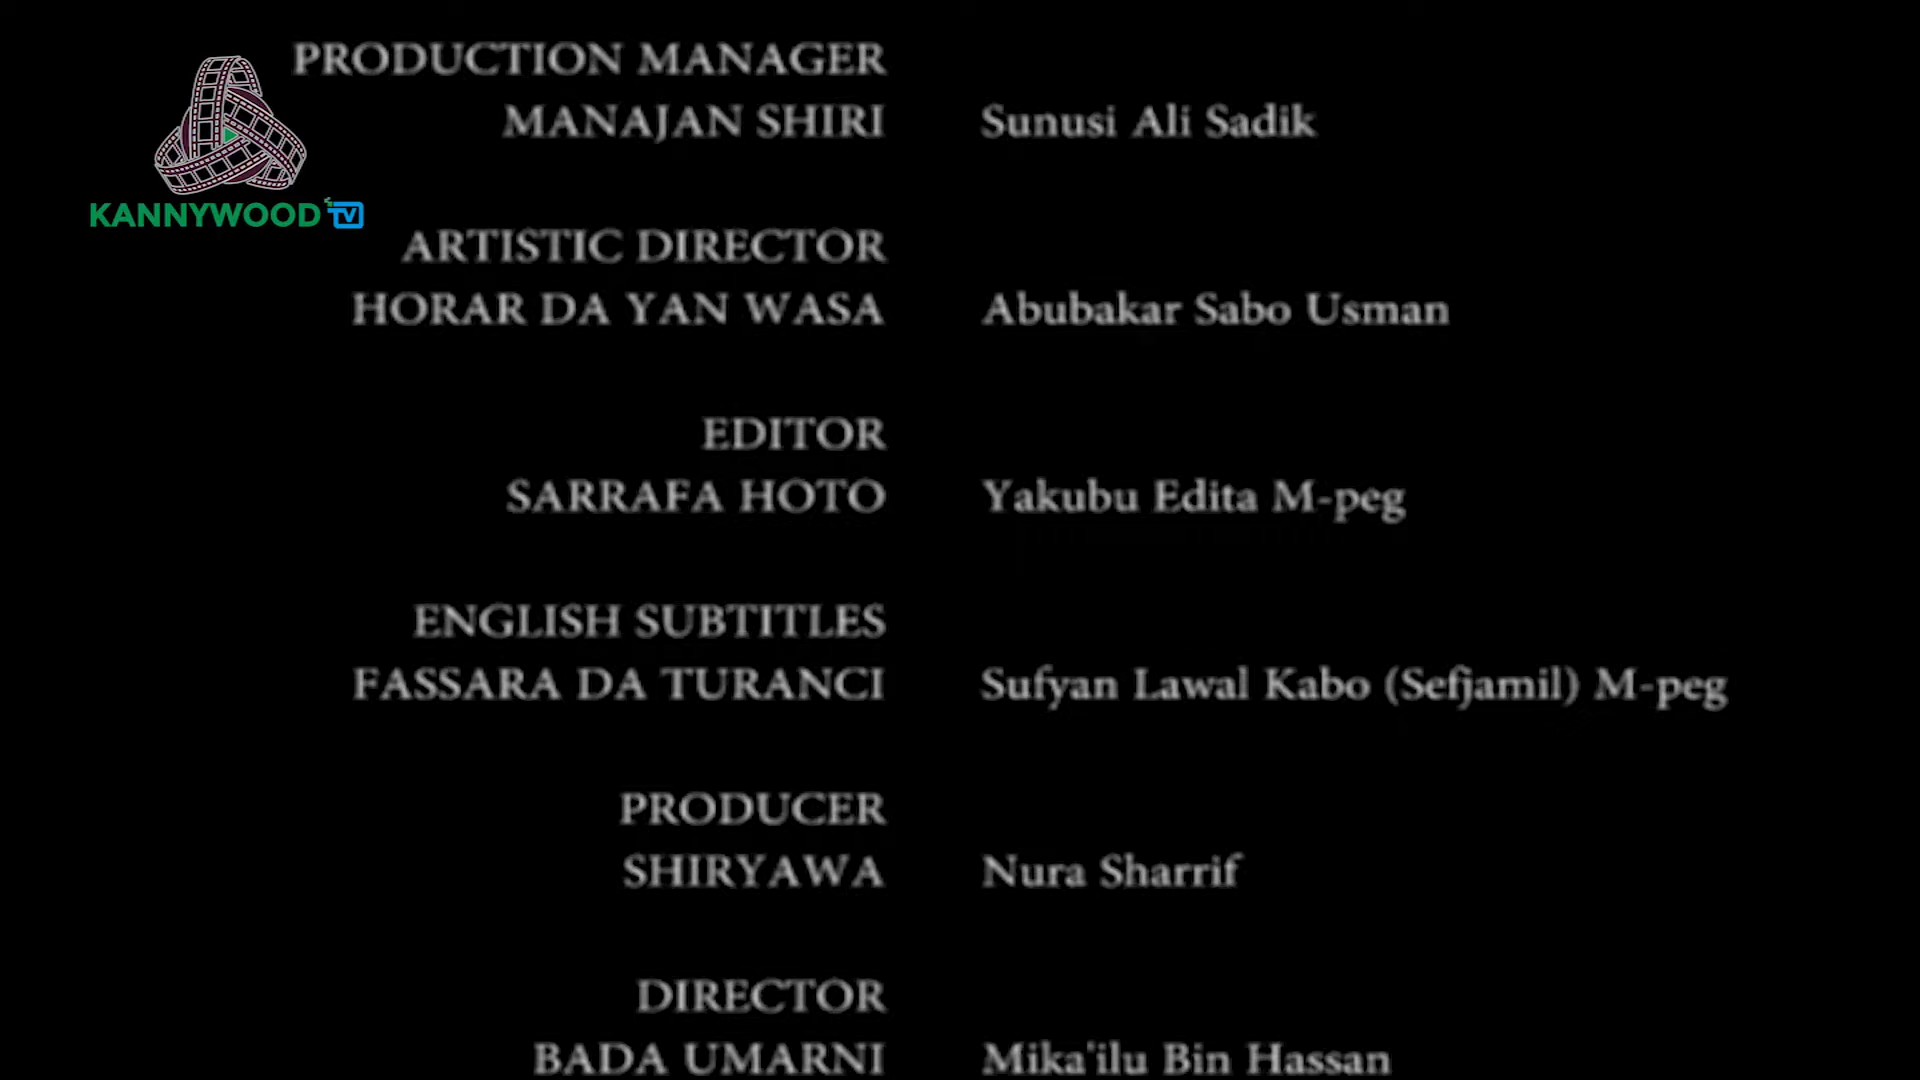 PRODUCTION MANAGER
MANAJAN SHIRI Sunusi Ali Sadik
KANNYWOOD TV
ARTISTIC DIRECTOR
HORAR DA YAN WASA Abubakar Sabo Usman
EDITOR
SARRAFA HOTO Yakubu Edita M-peg
ENGLISH SUBTITLES
FASSARA DA TURANCI Sufyan Lawal Kabo (Sefjamil) M-peg
PRODUCER
SHIRYAWA Nura Sharrif
DIRECTOR
BADA UMARNI Mika'ilu Bin Hassan